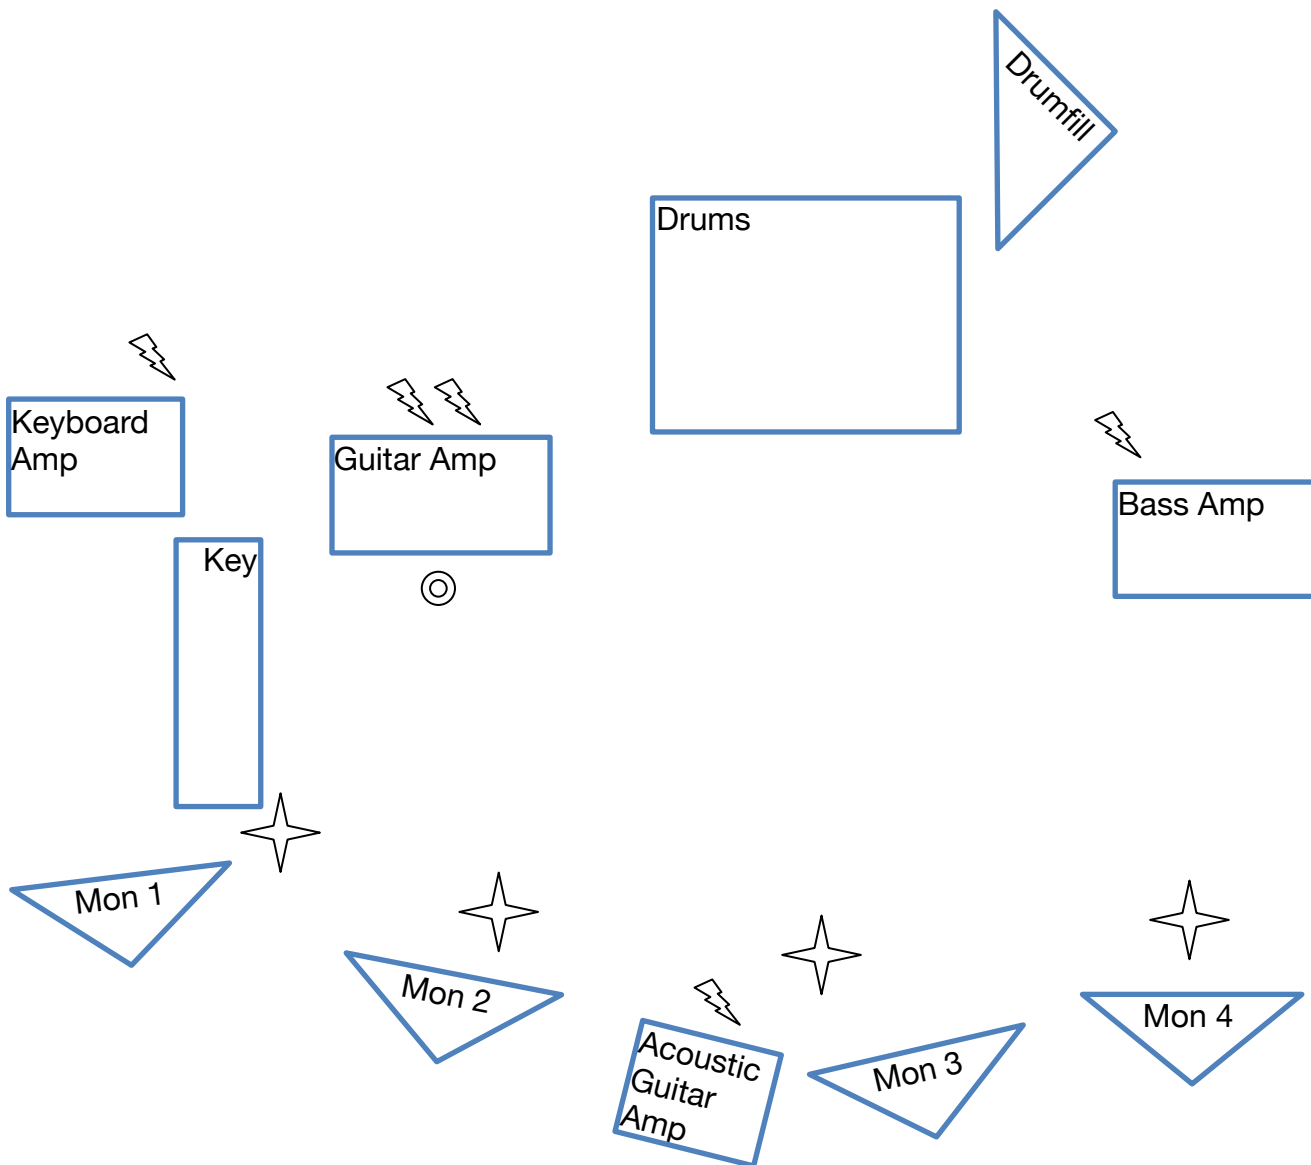 Drumfill
Drums
Keyboard
Amp
Guitar Amp
Bass Amp
Key
Mon 1
Mon 2
Acoustic
Guitar
Amp
Mon 3
Mon 4